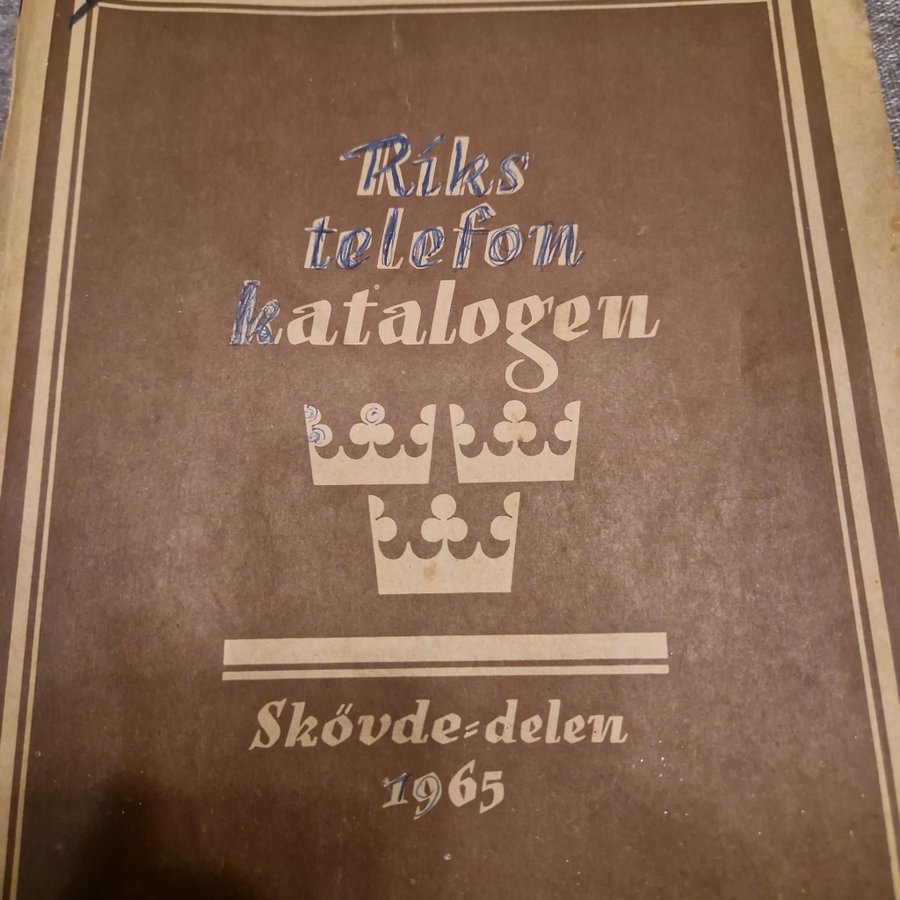 Riks
telefon
katalogen
Skövde-delen
1965